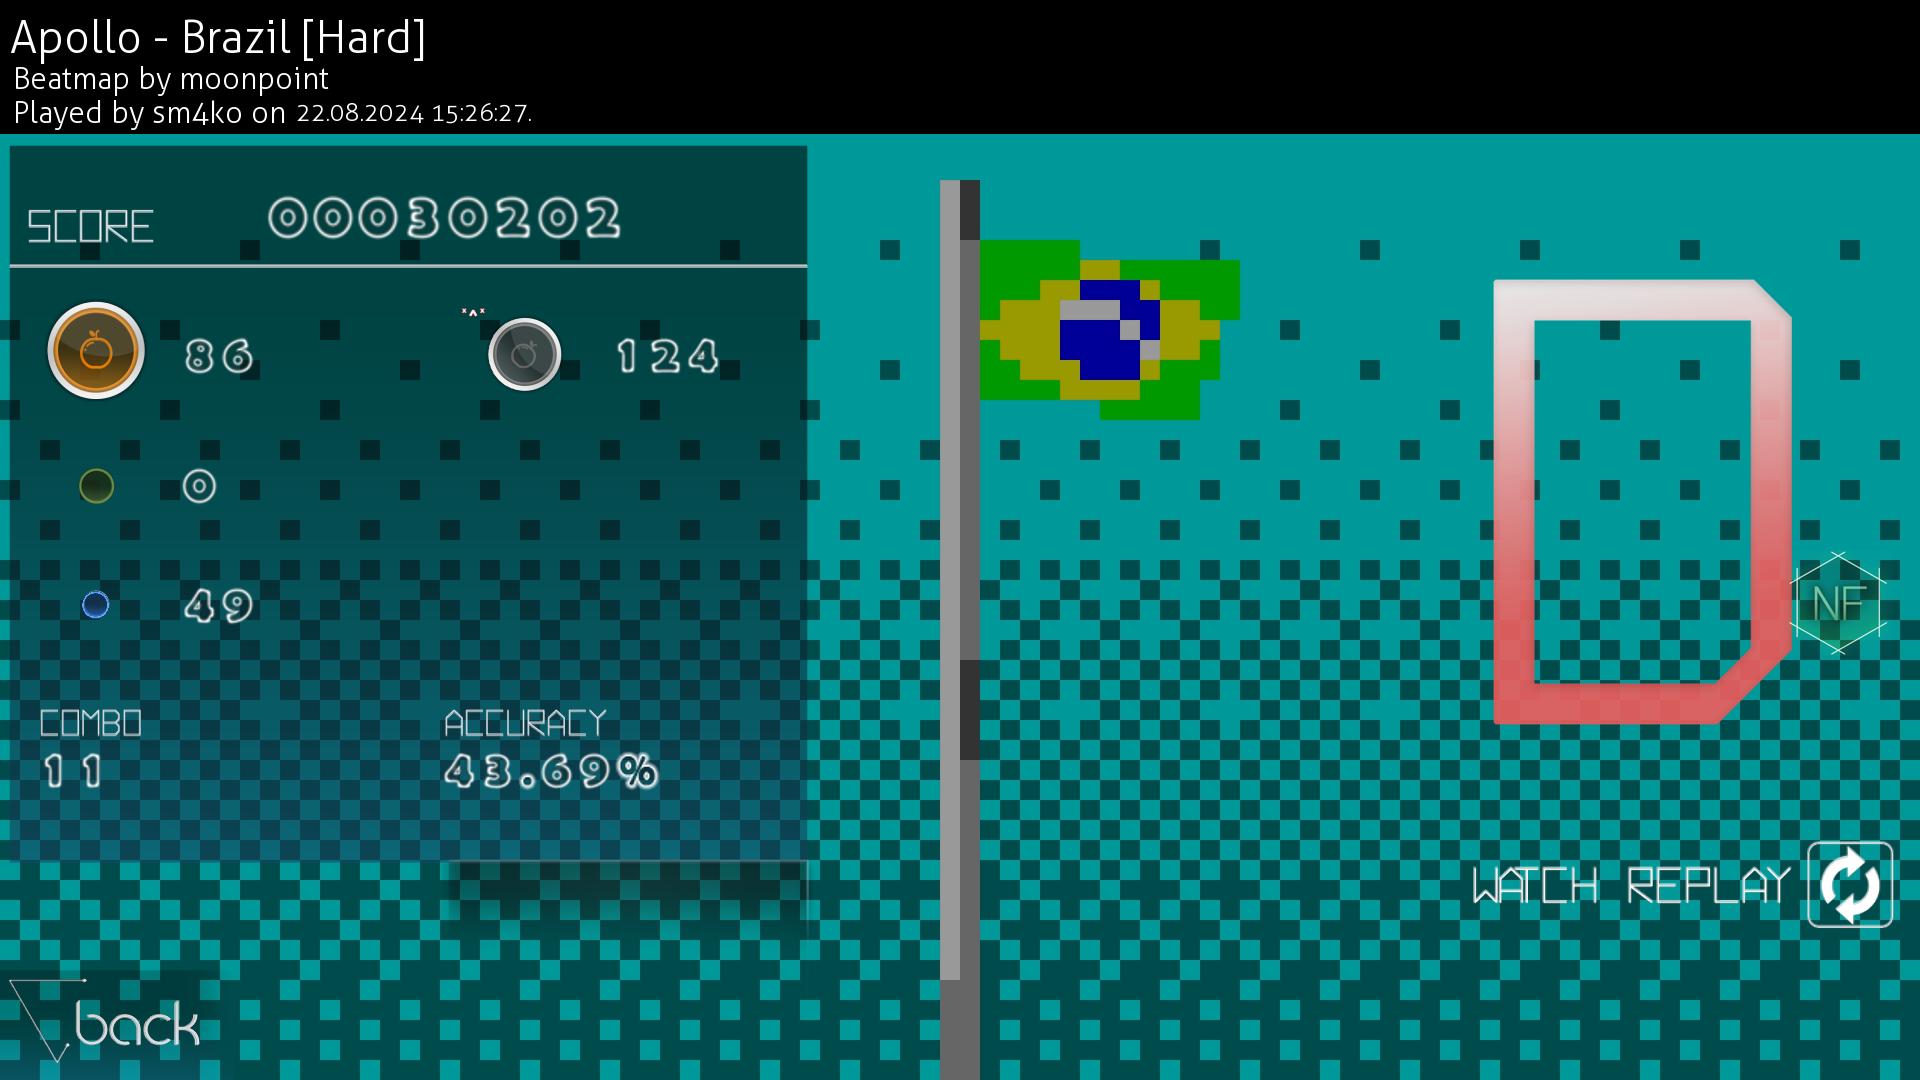 Apollo - Brazil [Hard]
Beatmap by moonpoint
Played by sm4ko on 22.08.2024 15:26:27.
SCORE 00030202
86 124
0
49
COMBO ACCURACY
11 43.69%
D
NF
WATCH REPLAY
back